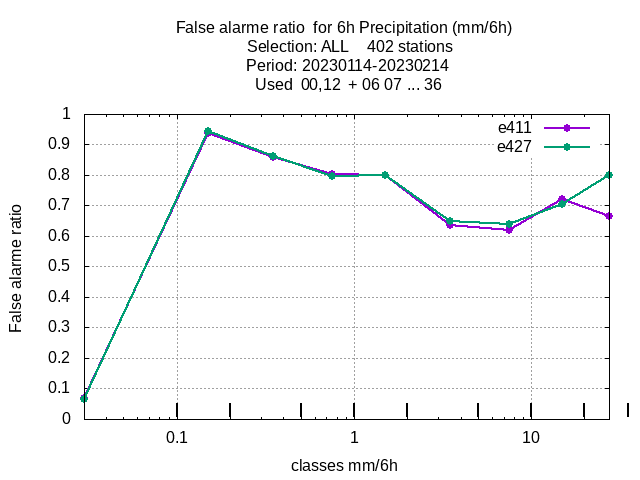 False alarme ratio  for 6h Precipitation (mm/6h)
Selection: ALL    402 stations
Period: 20230114-20230214
Used  00,12  + 06 07 ... 36
1
0.9
0.8
0.7
0.6
0.5
0.4
0.3
0.2
0.1
0
False alarme ratio
e411
e427
0.1
1
10
classes mm/6h